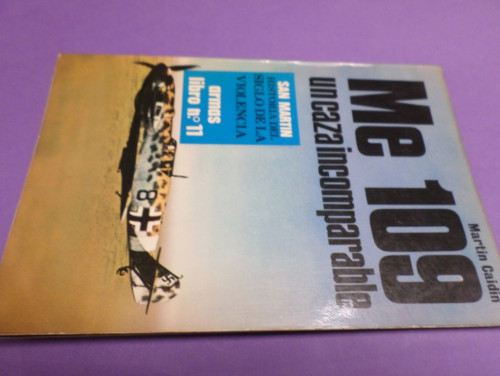 Martin Caidin
Me 109
un caza incomparable
SAN MARTIN
HISTORIA DEL
SIGLO DE LA
VIOLENCIA
armas
libro nº 11
8